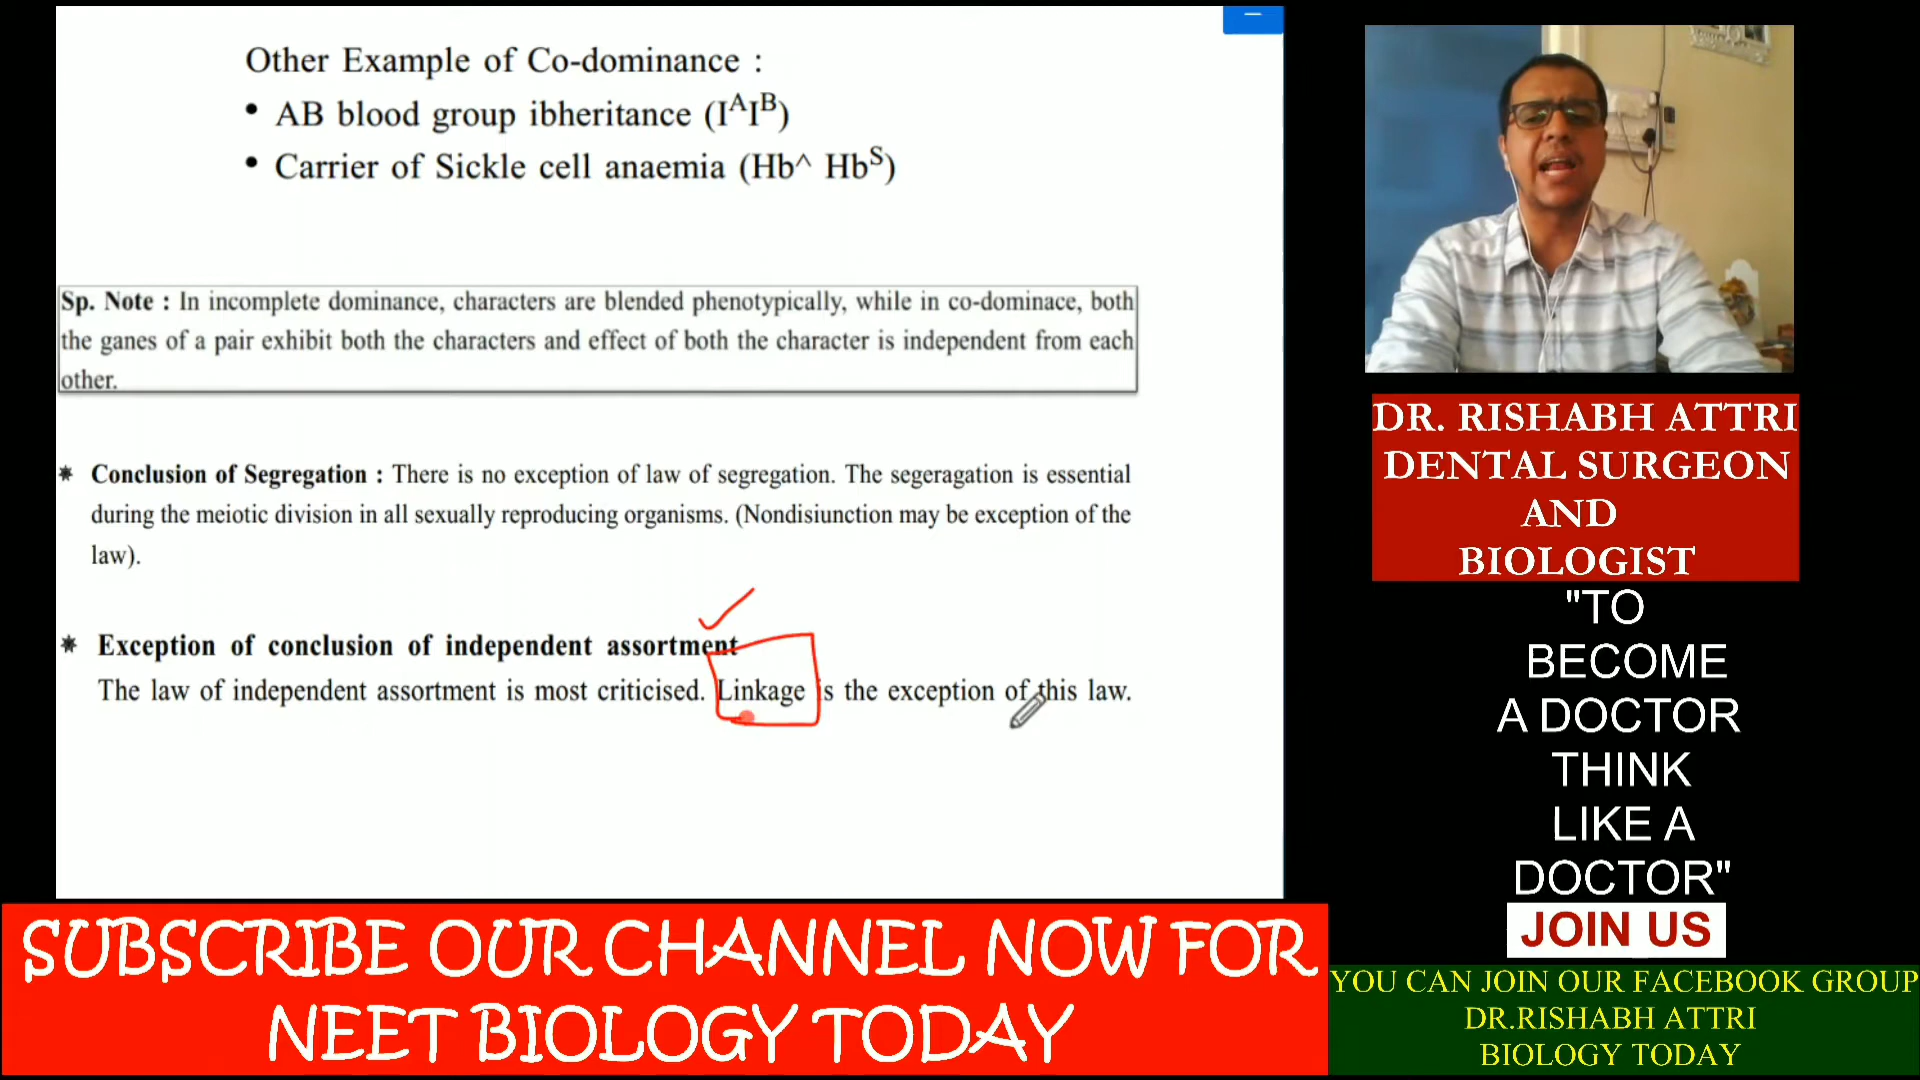 Other Example of Co-dominance :
• AB blood group ibheritance (I^A I^B)
• Carrier of Sickle cell anaemia (Hb^ Hb^S)
Sp. Note : In incomplete dominance, characters are blended phenotypically, while in co-dominace, both
the ganes of a pair exhibit both the characters and effect of both the character is independent from each
other.
* Conclusion of Segregation : There is no exception of law of segregation. The segeragation is essential
during the meiotic division in all sexually reproducing organisms. (Nondisiunction may be exception of the
law).
* Exception of conclusion of independent assortment
The law of independent assortment is most criticised. Linkage is the exception of this law.
DR. RISHABH ATTRI
DENTAL SURGEON
AND
BIOLOGIST
"TO
BECOME
A DOCTOR
THINK
LIKE A
DOCTOR"
JOIN US
SUBSCRIBE OUR CHANNEL NOW FOR
NEET BIOLOGY TODAY
YOU CAN JOIN OUR FACEBOOK GROUP
DR.RISHABH ATTRI
BIOLOGY TODAY